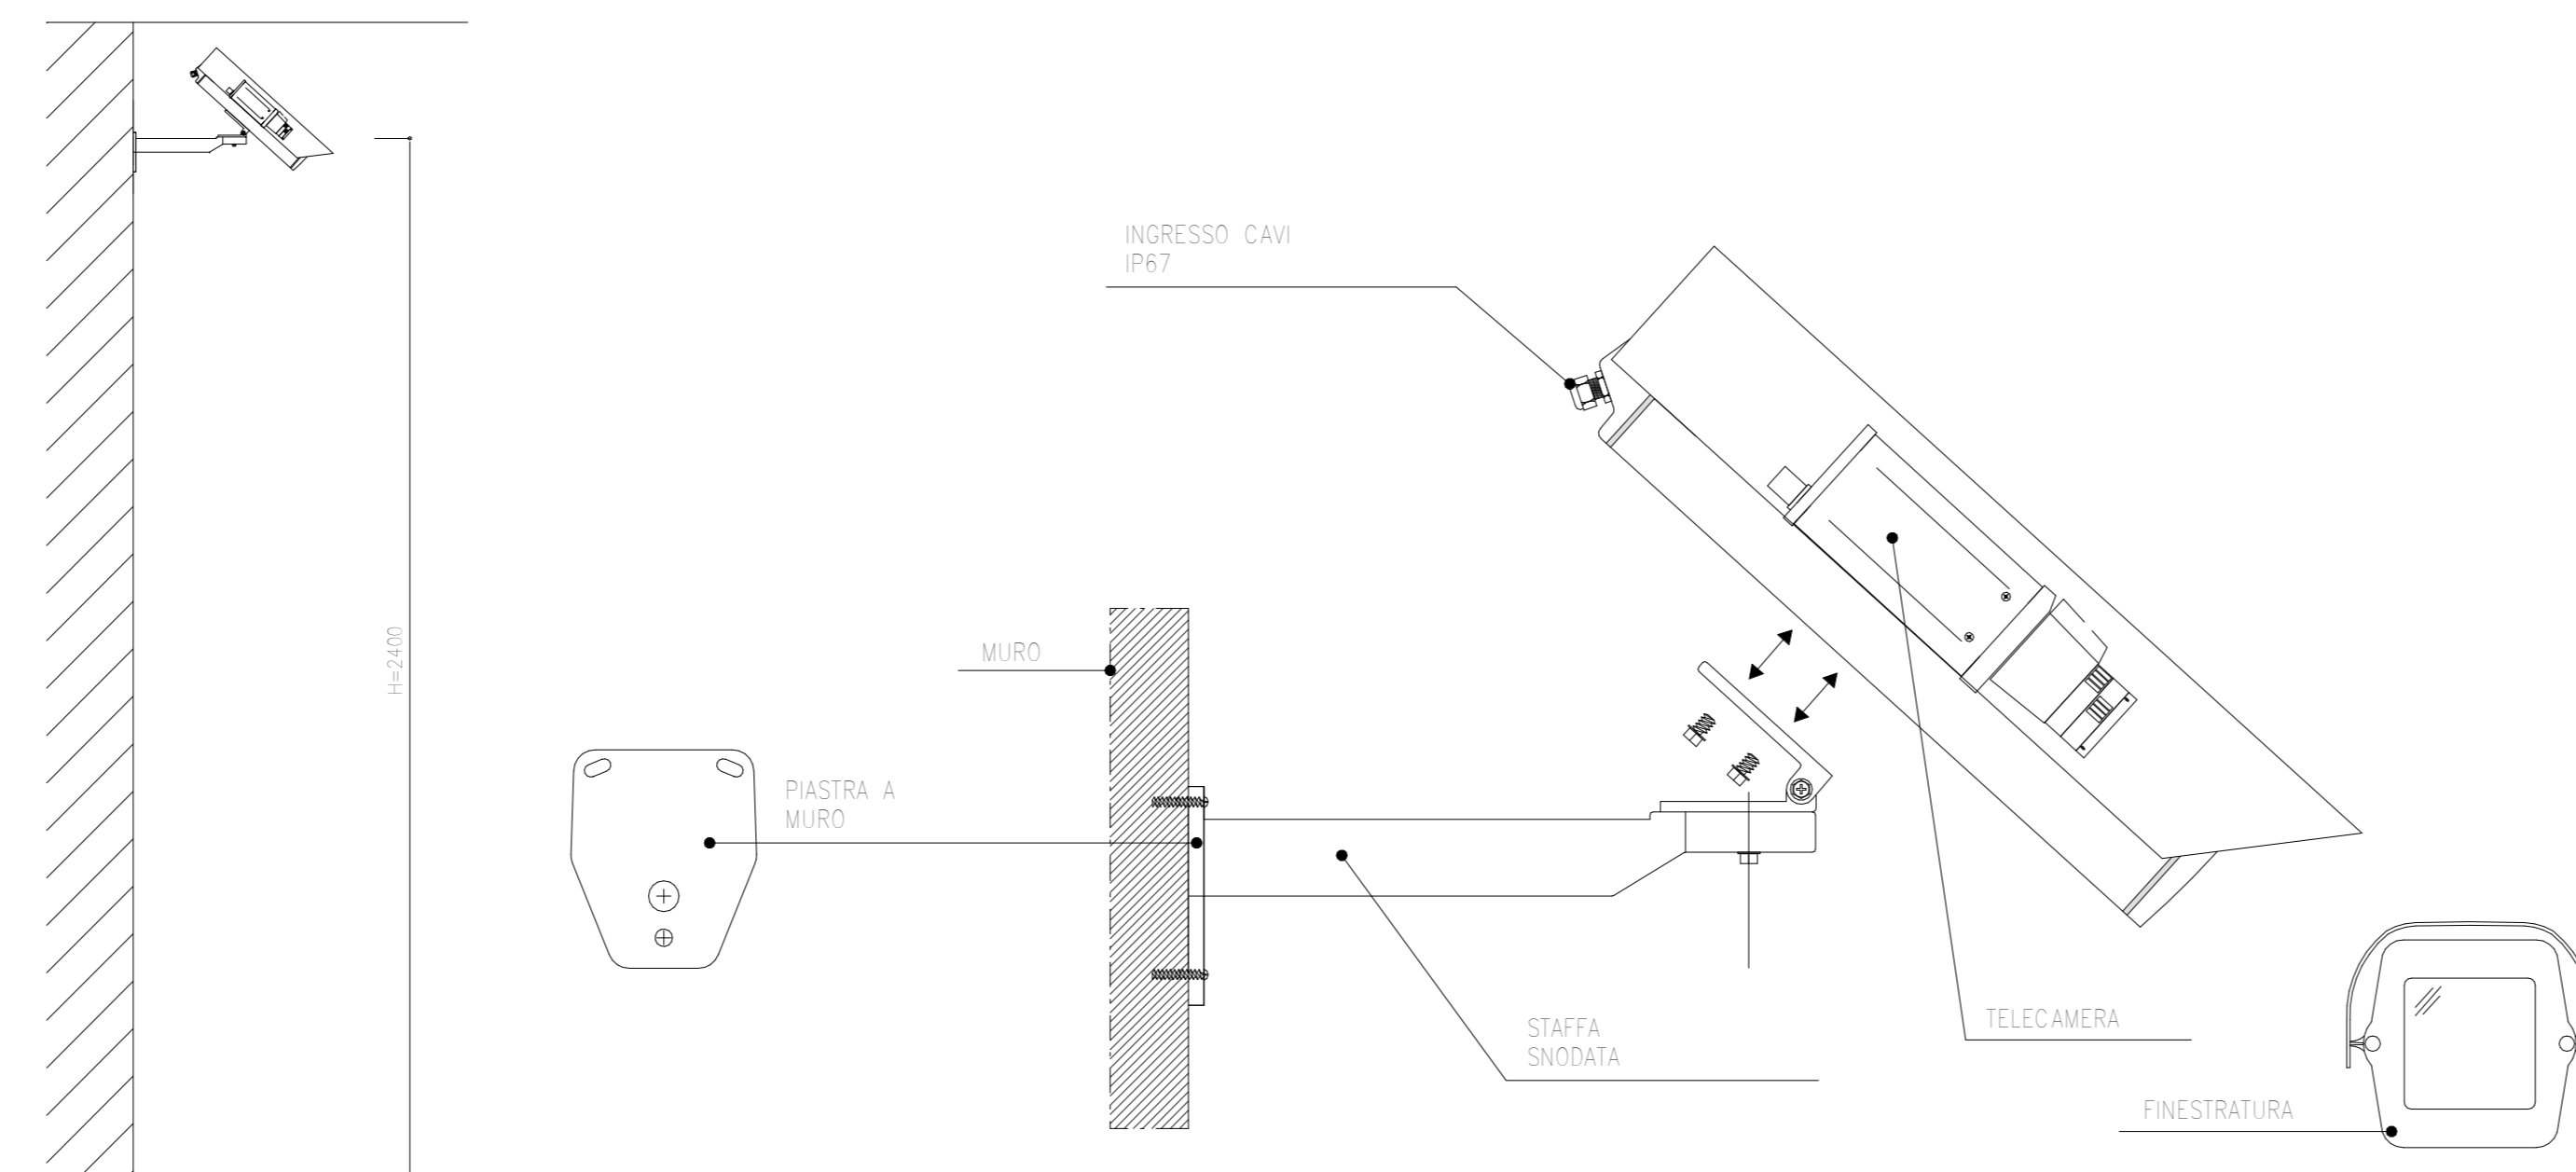 INGRESSO CAVI
IP67
H=2400
MURO
PIASTRA A
MURO
STAFFA
SNODATA
TELECAMERA
FINESTRATURA